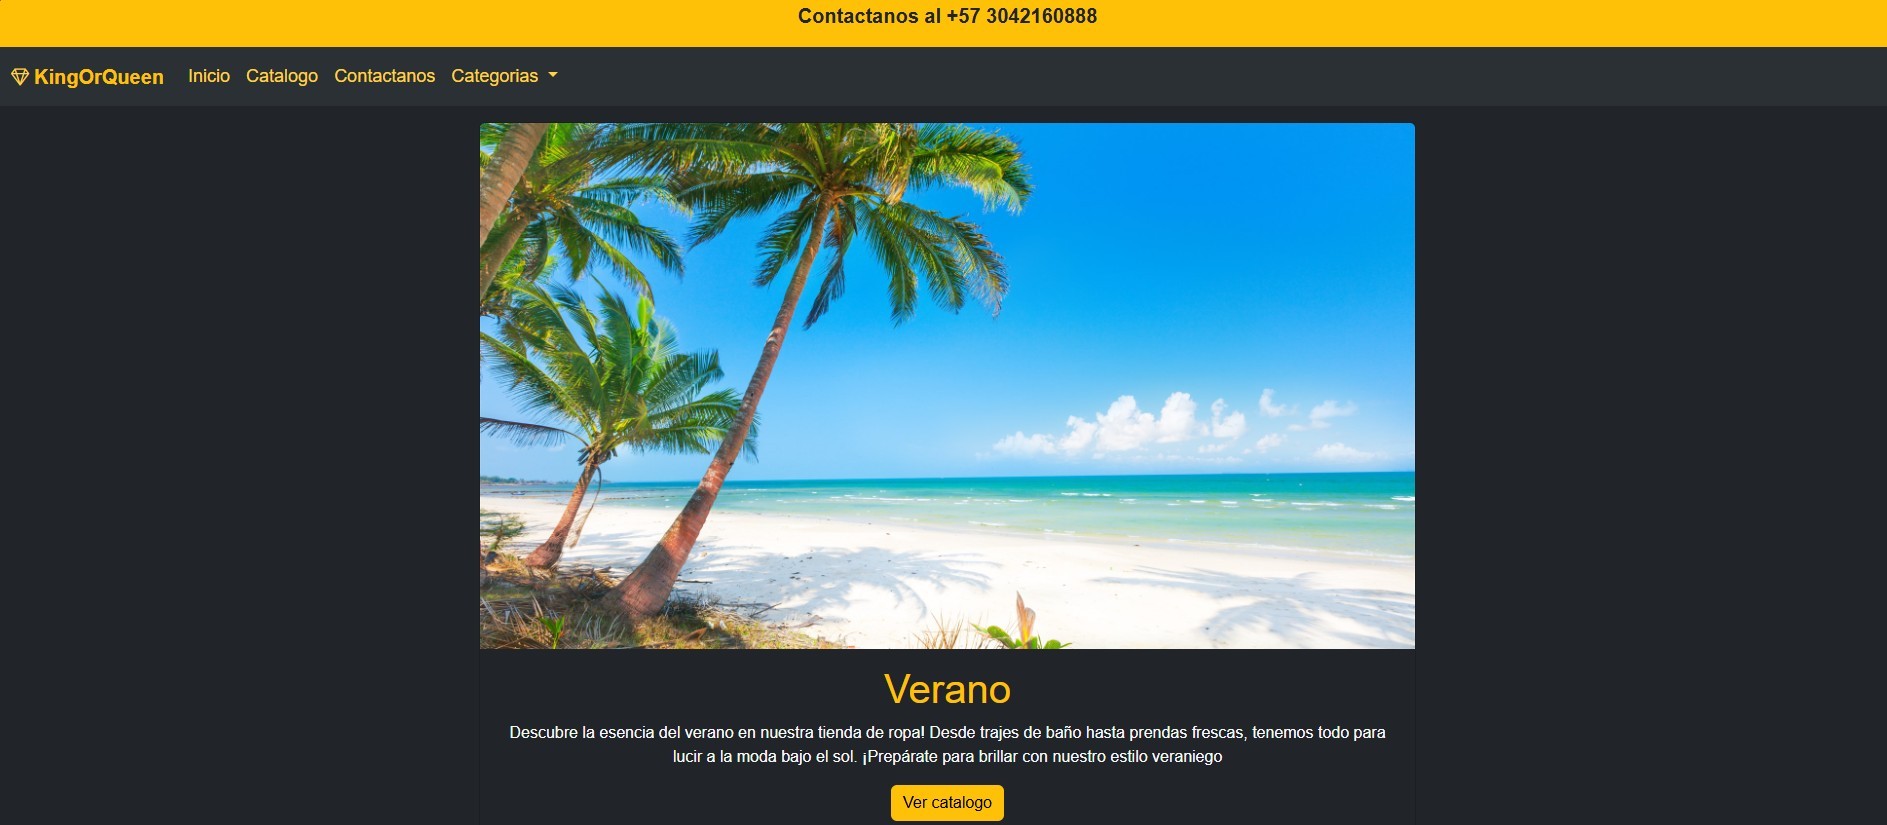 Contactanos al +57 3042160888
KingOrQueen Inicio Catalogo Contactanos Categorias
Verano
Descubre la esencia del verano en nuestra tienda de ropa! Desde trajes de baño hasta prendas frescas, tenemos todo para
lucir a la moda bajo el sol. ¡Prepárate para brillar con nuestro estilo veraniego
Ver catalogo